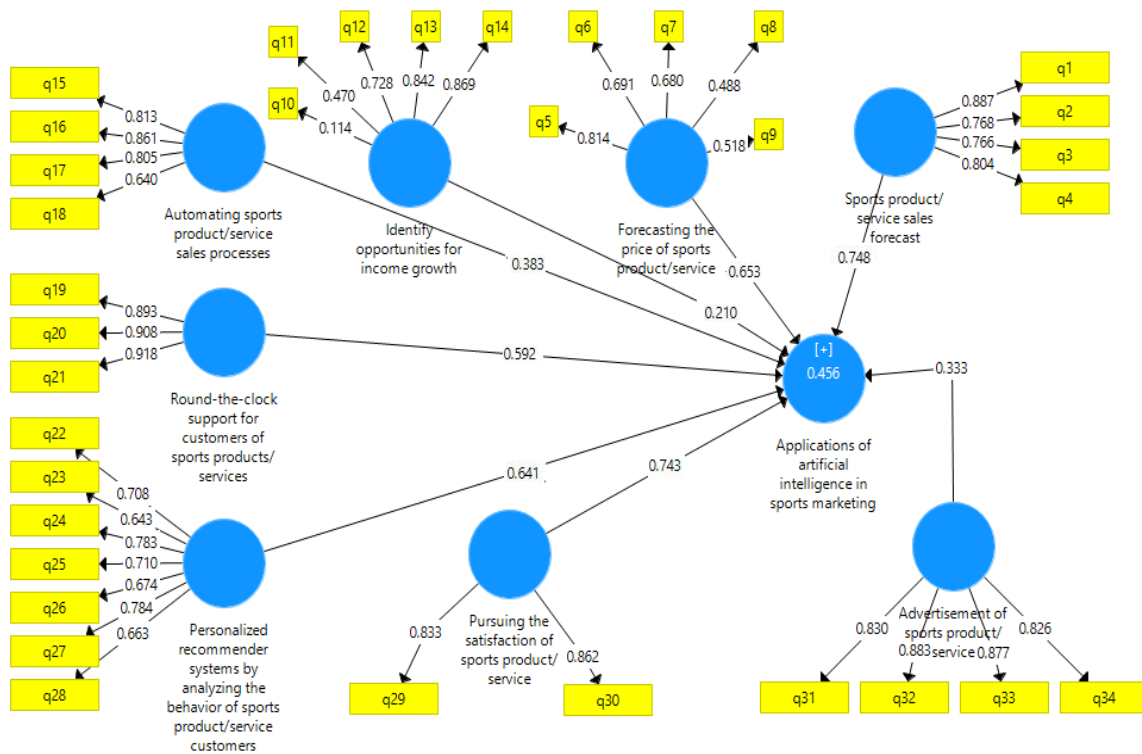 q15
q16
q17
q18
0.813
0.861
0.805
0.640
Automating sports
product/service
sales processes
q10
q11
q12
q13
q14
0.114
0.470
0.728
0.842
0.869
Identify
opportunities for
income growth
q5
q6
q7
q8
q9
0.814
0.691
0.680
0.488
0.518
Forecasting the
price of sports
product/service
q1
q2
q3
q4
0.887
0.768
0.766
0.804
Sports product/
service sales
forecast
0.383
0.210
0.653
0.748
q19
q20
q21
0.893
0.908
0.918
Round-the-clock
support for
customers of
sports products/
services
0.592
[+]
0.456
Applications of
artificial
intelligence in
sports marketing
0.333
q22
q23
q24
q25
q26
q27
q28
0.708
0.643
0.783
0.710
0.674
0.784
0.663
Personalized
recommender
systems by
analyzing the
behavior of sports
product/service
customers
0.641
0.743
Pursuing the
satisfaction of
sports product/
service
0.833
0.862
q29
q30
Advertisement of
sports product/
service
0.830
0.883
0.877
0.826
q31
q32
q33
q34